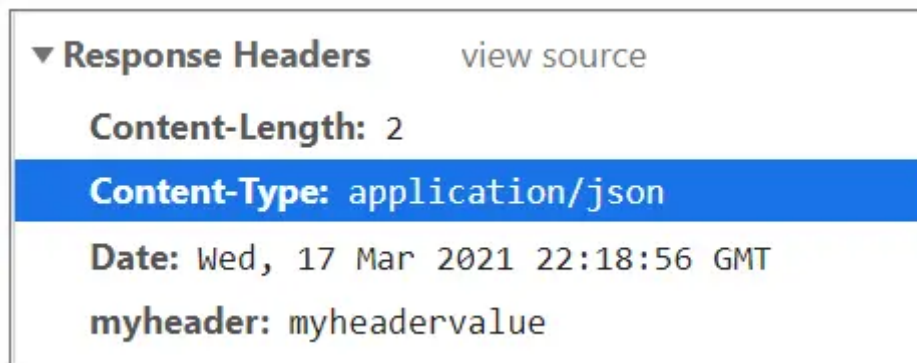 Response Headers view source
Content-Length: 2
Content-Type: application/json
Date: Wed, 17 Mar 2021 22:18:56 GMT
myheader: myheadervalue